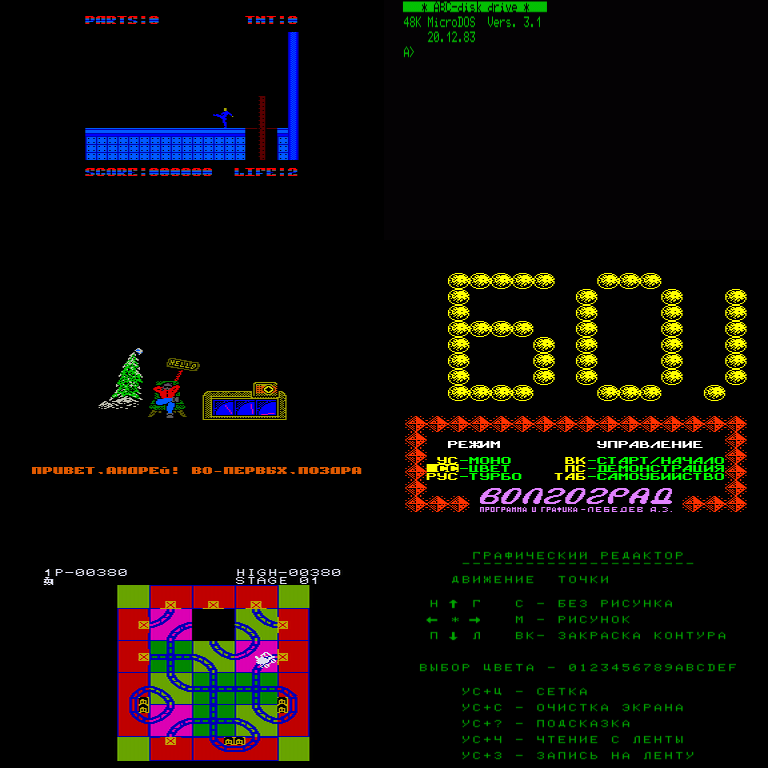 PARTS:0 TNT:0
SCORE:000000 LIFE:2
* ABC-disk drive *
48K MicroDOS Vers. 3.1
20.12.83
A>
HELLO
ПРИВЕТ,АНДРЕЙ! ВО-ПЕРВЫХ,ПОЗДРА
БО
РЕЖИМ УПРАВЛЕНИЕ
УС-МОНО ВК-СТАРТ/НАЧАЛО
СС-ЦВЕТ ПС-ДЕМОНСТРАЦИЯ
РУС-ТУРБО ТАБ-САМОУБИЙСТВО
ВОЛГОГРАД
ПРОГРАММА И ГРАФИКА-ЛЕБЕДЕВ А.З.
1P-00380 HIGH-00380
STAGE 01
ГРАФИЧЕСКИЙ РЕДАКТОР
ДВИЖЕНИЕ ТОЧКИ
Н ↑ Г С - БЕЗ РИСУНКА
← * → М - РИСУНОК
П ↓ Л ВК- ЗАКРАСКА КОНТУРА
ВЫБОР ЦВЕТА - 0123456789ABCDEF
УС+Ц - СЕТКА
УС+С - ОЧИСТКА ЭКРАНА
УС+? - ПОДСКАЗКА
УС+Ч - ЧТЕНИЕ С ЛЕНТЫ
УС+З - ЗАПИСЬ НА ЛЕНТУ